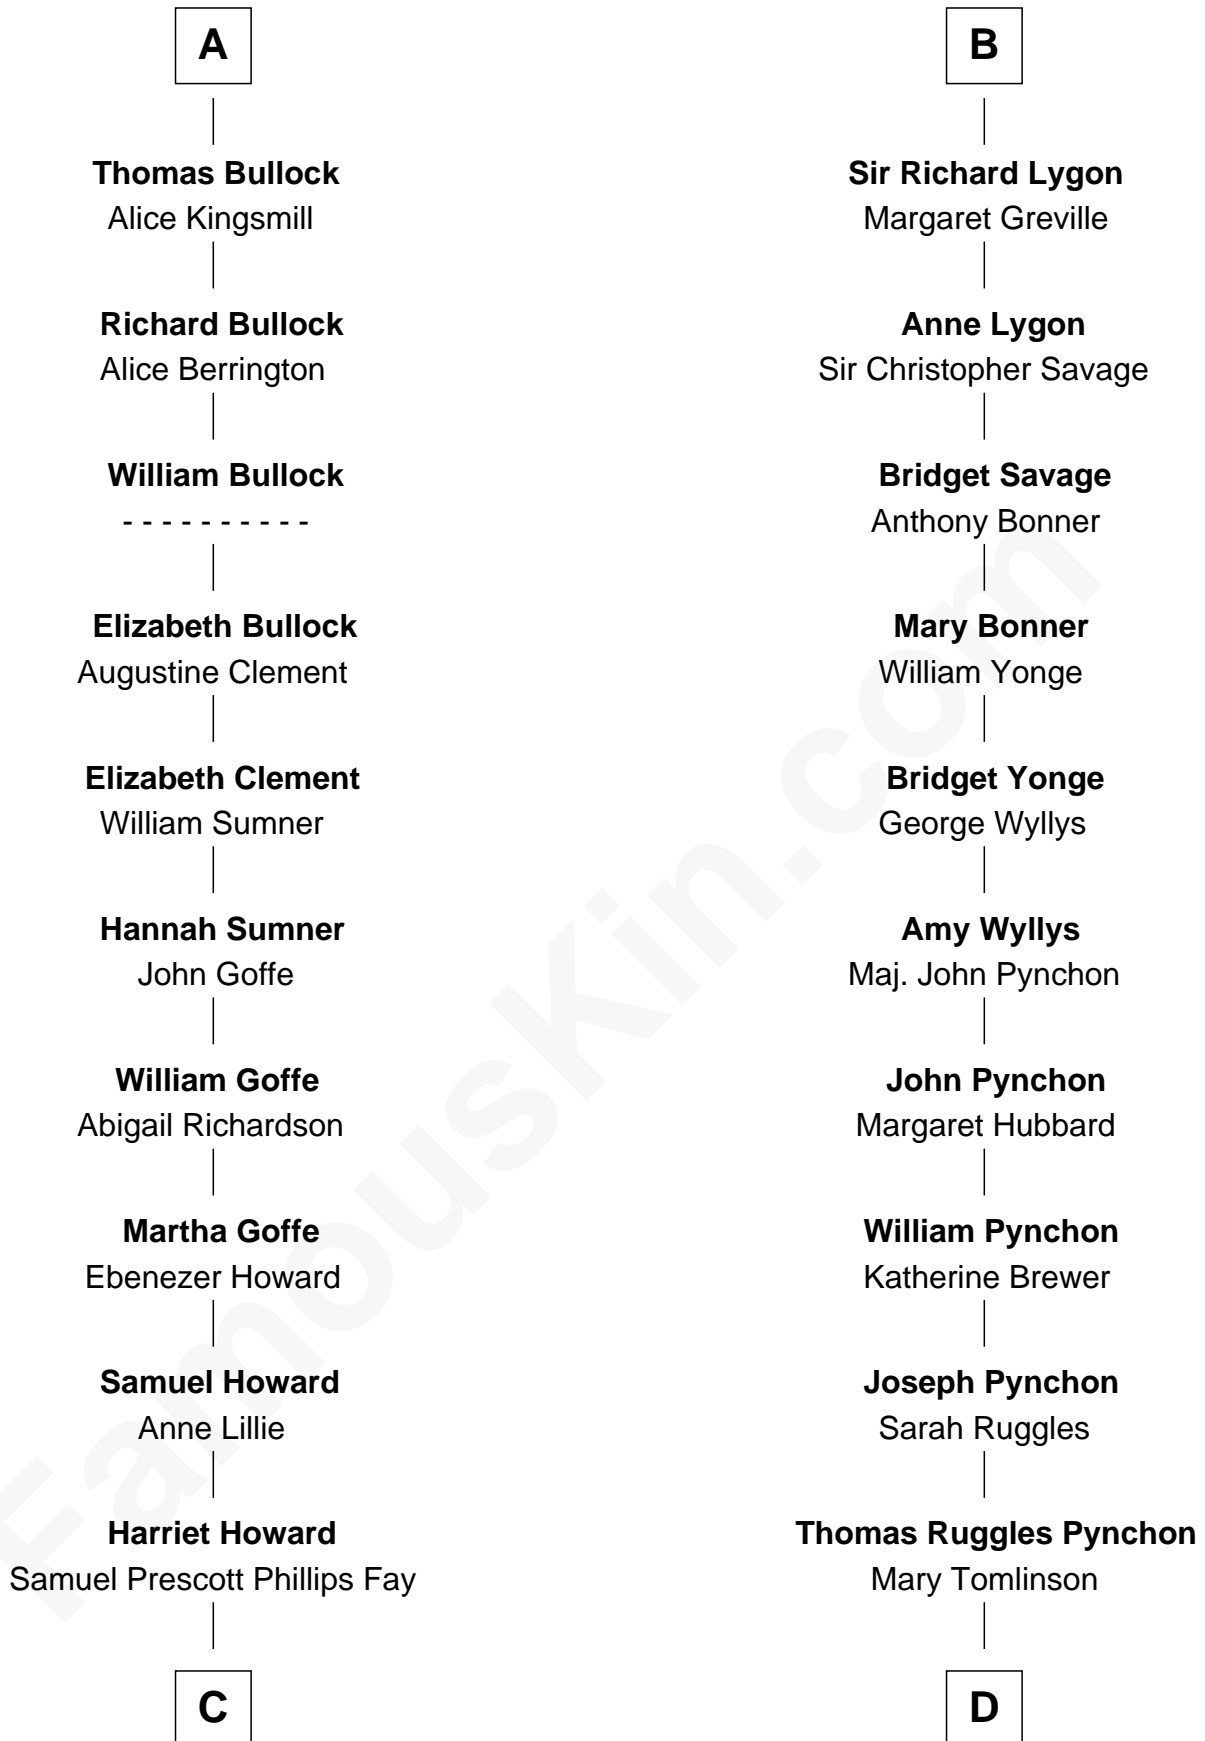 A
Thomas Bullock
Alice Kingsmill
Richard Bullock
Alice Berrington
William Bullock
- - - - - - - - - -
Elizabeth Bullock
Augustine Clement
Elizabeth Clement
William Sumner
Hannah Sumner
John Goffe
William Goffe
Abigail Richardson
Martha Goffe
Ebenezer Howard
Samuel Howard
Anne Lillie
Harriet Howard
Samuel Prescott Phillips Fay
C
B
Sir Richard Lygon
Margaret Greville
Anne Lygon
Sir Christopher Savage
Bridget Savage
Anthony Bonner
Mary Bonner
William Yonge
Bridget Yonge
George Wyllys
Amy Wyllys
Maj. John Pynchon
John Pynchon
Margaret Hubbard
William Pynchon
Katherine Brewer
Joseph Pynchon
Sarah Ruggles
Thomas Ruggles Pynchon
Mary Tomlinson
D
FamousKin.com